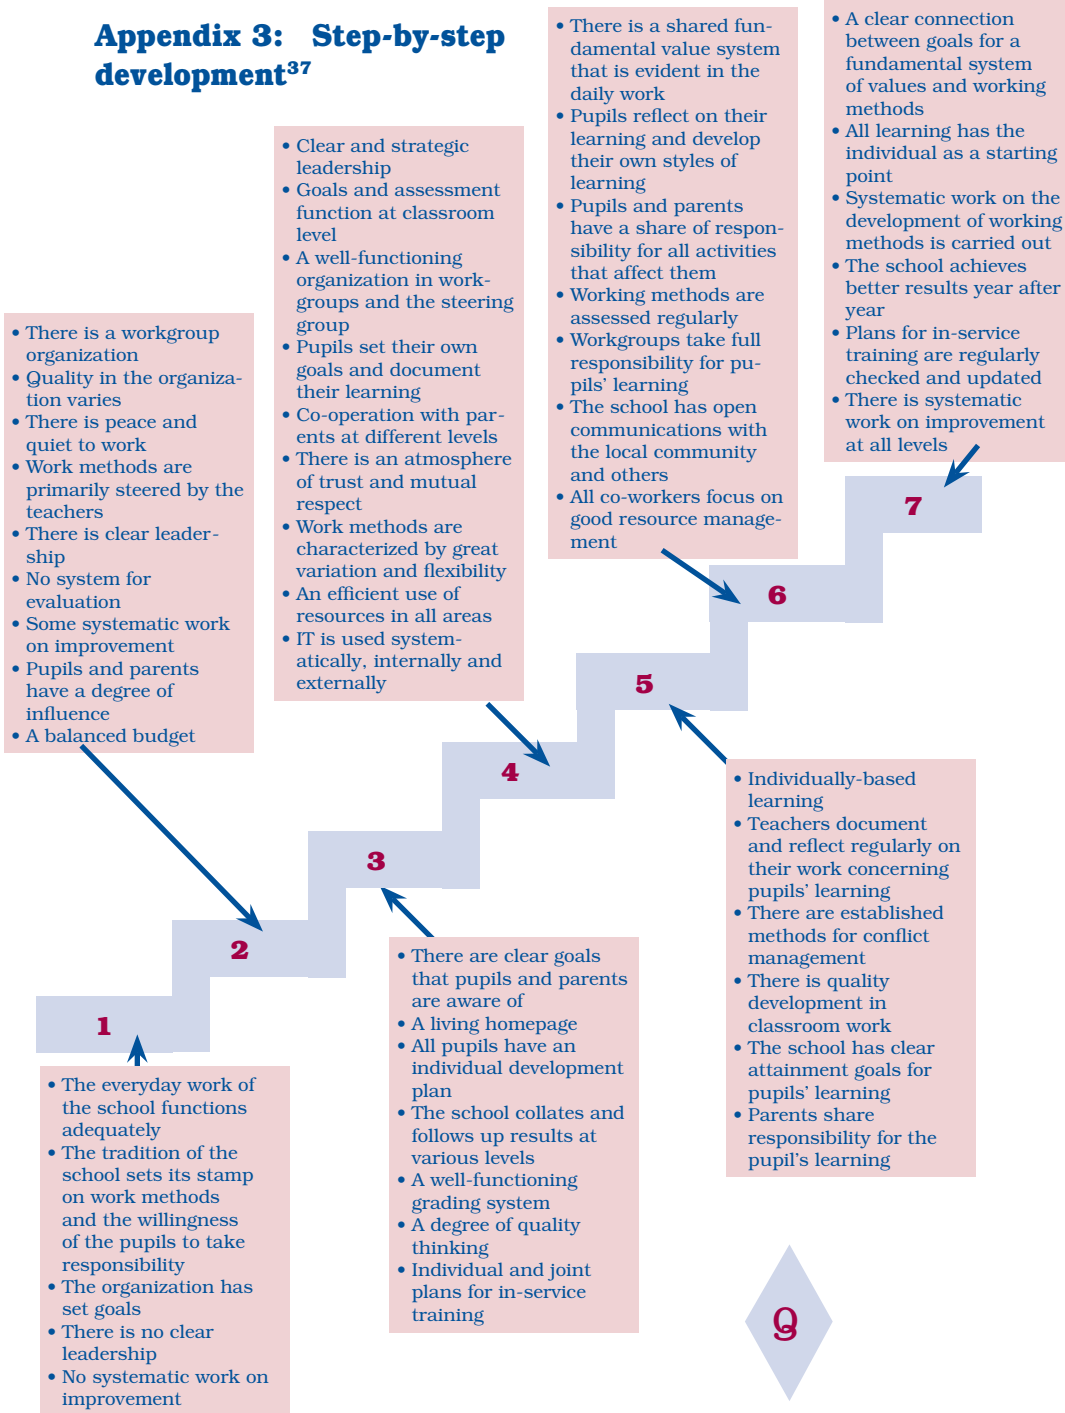 Appendix 3: Step-by-step
development37
• There is a workgroup
organization
• Quality in the organiza-
tion varies
• There is peace and
quiet to work
• Work methods are
primarily steered by the
teachers
• There is clear leader-
ship
• No system for
evaluation
• Some systematic work
on improvement
• Pupils and parents
have a degree of
influence
• A balanced budget
• Clear and strategic
leadership
• Goals and assessment
function at classroom
level
• A well-functioning
organization in work-
groups and the steering
group
• Pupils set their own
goals and document
their learning
• Co-operation with par-
ents at different levels
• There is an atmosphere
of trust and mutual
respect
• Work methods are
characterized by great
variation and flexibility
• An efficient use of
resources in all areas
• IT is used system-
atically, internally and
externally
• There is a shared fun-
damental value system
that is evident in the
daily work
• Pupils reflect on their
learning and develop
their own styles of
learning
• Pupils and parents
have a share of respon-
sibility for all activities
that affect them
• Working methods are
assessed regularly
• Workgroups take full
responsibility for pu-
pils' learning
• The school has open
communications with
the local community
and others
• All co-workers focus on
good resource manage-
ment
• A clear connection
between goals for a
fundamental system
of values and working
methods
• All learning has the
individual as a starting
point
• Systematic work on the
development of working
methods is carried out
• The school achieves
better results year after
year
• Plans for in-service
training are regularly
checked and updated
• There is systematic
work on improvement
at all levels
7
6
5
4
3
2
1
• The everyday work of
the school functions
adequately
• The tradition of the
school sets its stamp
on work methods
and the willingness
of the pupils to take
responsibility
• The organization has
set goals
• There is no clear
leadership
• No systematic work on
improvement
• There are clear goals
that pupils and parents
are aware of
• A living homepage
• All pupils have an
individual development
plan
• The school collates and
follows up results at
various levels
• A well-functioning
grading system
• A degree of quality
thinking
• Individual and joint
plans for in-service
training
• Individually-based
learning
• Teachers document
and reflect regularly on
their work concerning
pupils' learning
• There are established
methods for conflict
management
• There is quality
development in
classroom work
• The school has clear
attainment goals for
pupils' learning
• Parents share
responsibility for the
pupil's learning